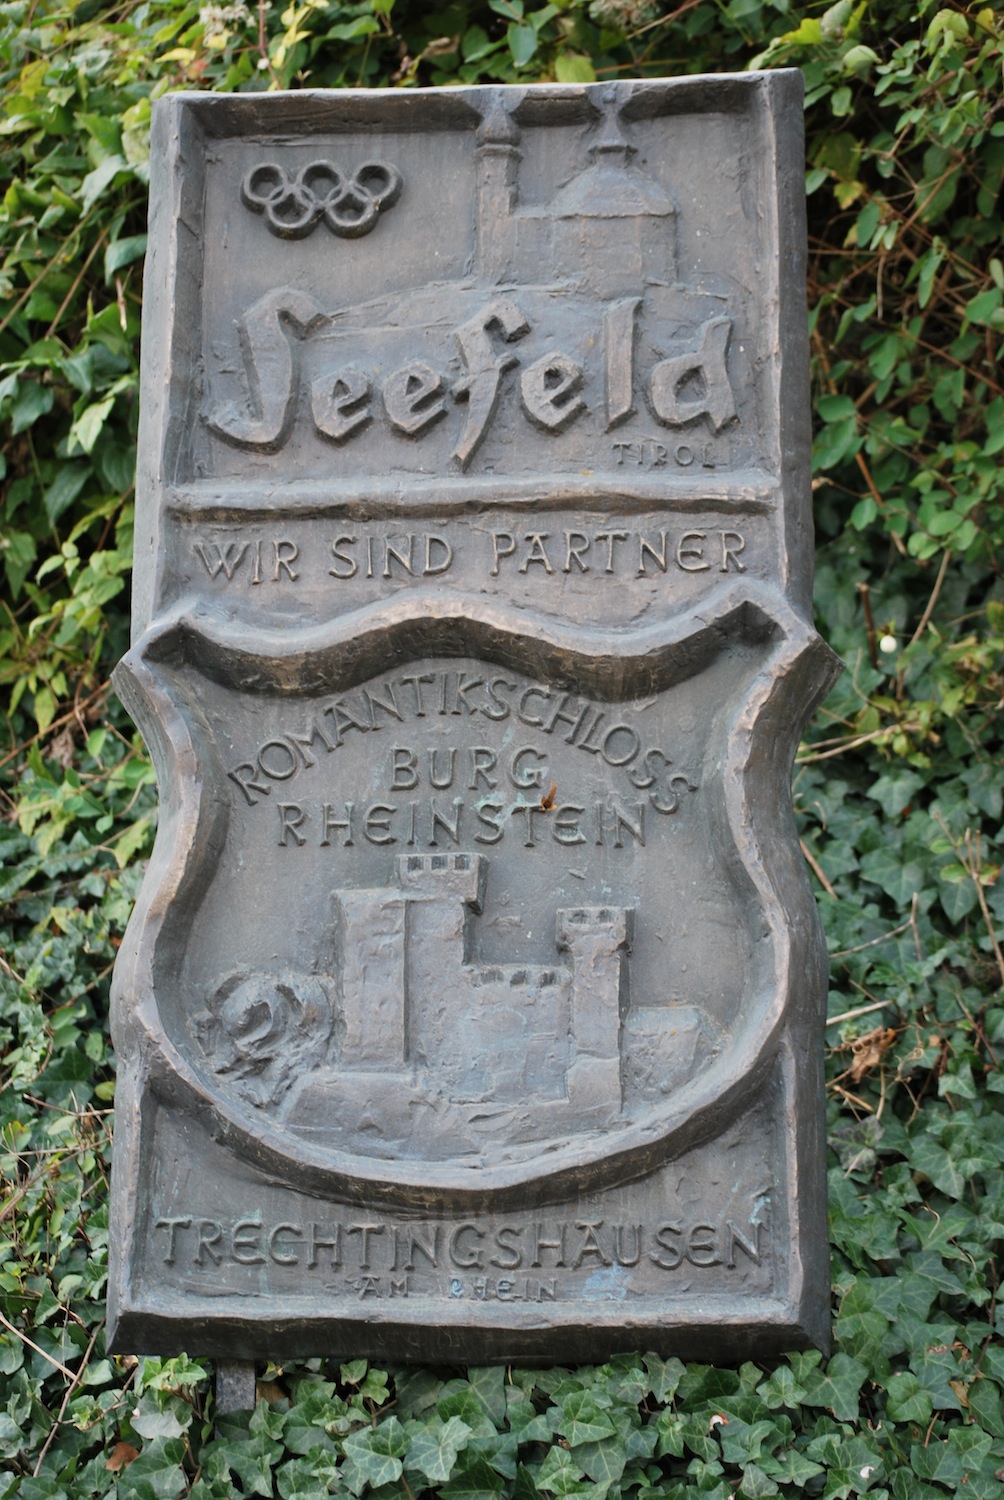 Seefeld
TIROL
WIR SIND PARTNER
ROMANTIKSCHLOSS
BURG
RHEINSTEIN
TRECHTINGSHAUSEN
AM RHEIN